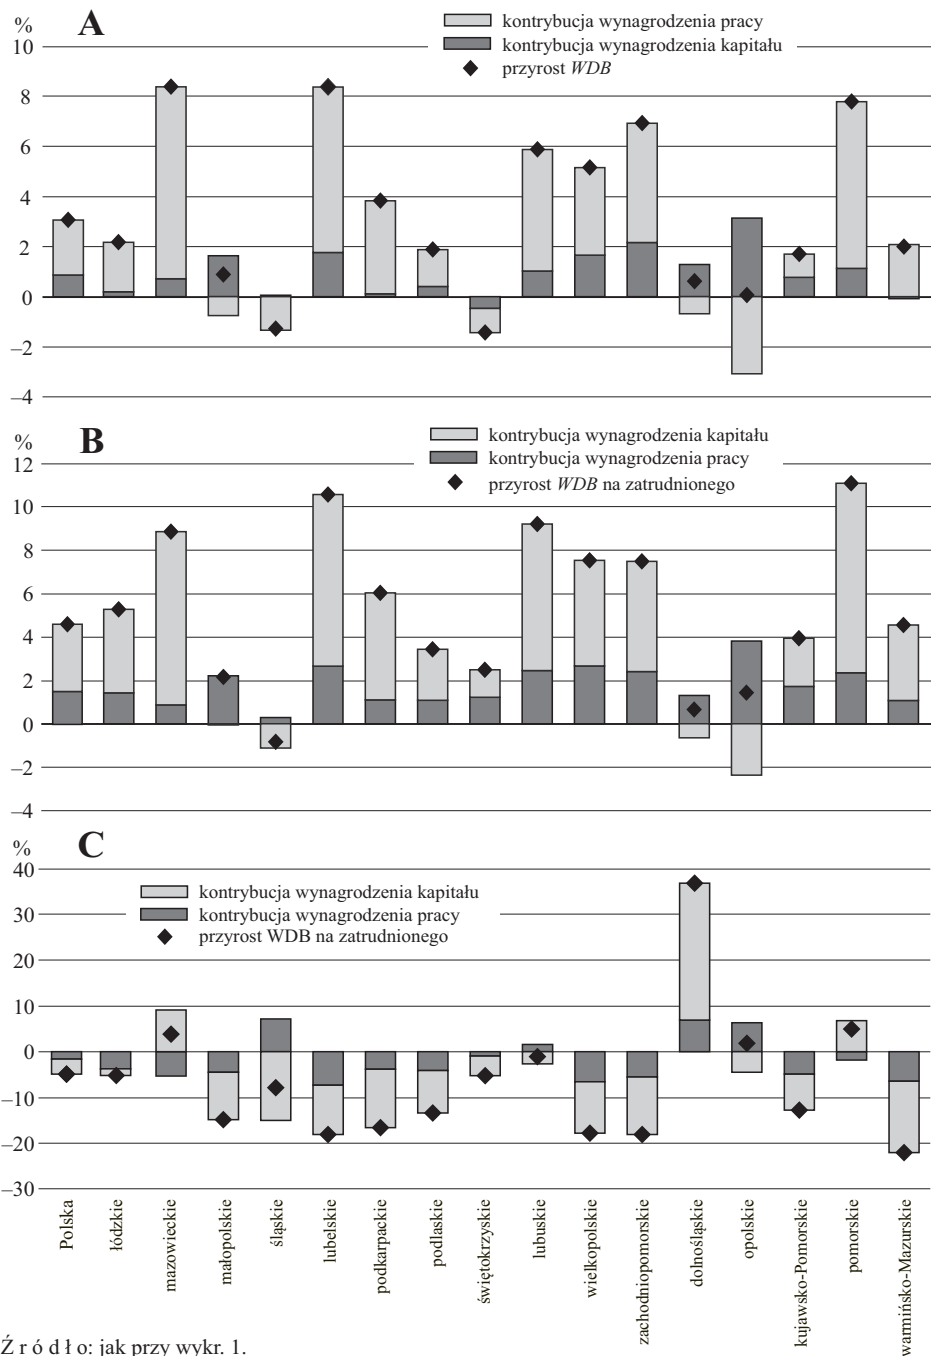 %
A
kontrybucja wynagrodzenia pracy
kontrybucja wynagrodzenia kapitału
przyrost WDB
10
8
6
4
2
0
–2
–4
%
B
kontrybucja wynagrodzenia kapitału
kontrybucja wynagrodzenia pracy
przyrost WDB na zatrudnionego
12
10
8
6
4
2
0
–2
–4
%
C
kontrybucja wynagrodzenia kapitału
kontrybucja wynagrodzenia pracy
przyrost WDB na zatrudnionego
40
30
20
10
0
–10
–20
–30
Polska
łódzkie
mazowieckie
małopolskie
śląskie
lubelskie
podkarpackie
podlaskie
świętokrzyskie
lubuskie
wielkopolskie
zachodniopomorskie
dolnośląskie
opolskie
kujawsko-Pomorskie
pomorskie
warmińsko-Mazurskie
Ź r ó d ł o: jak przy wykr. 1.